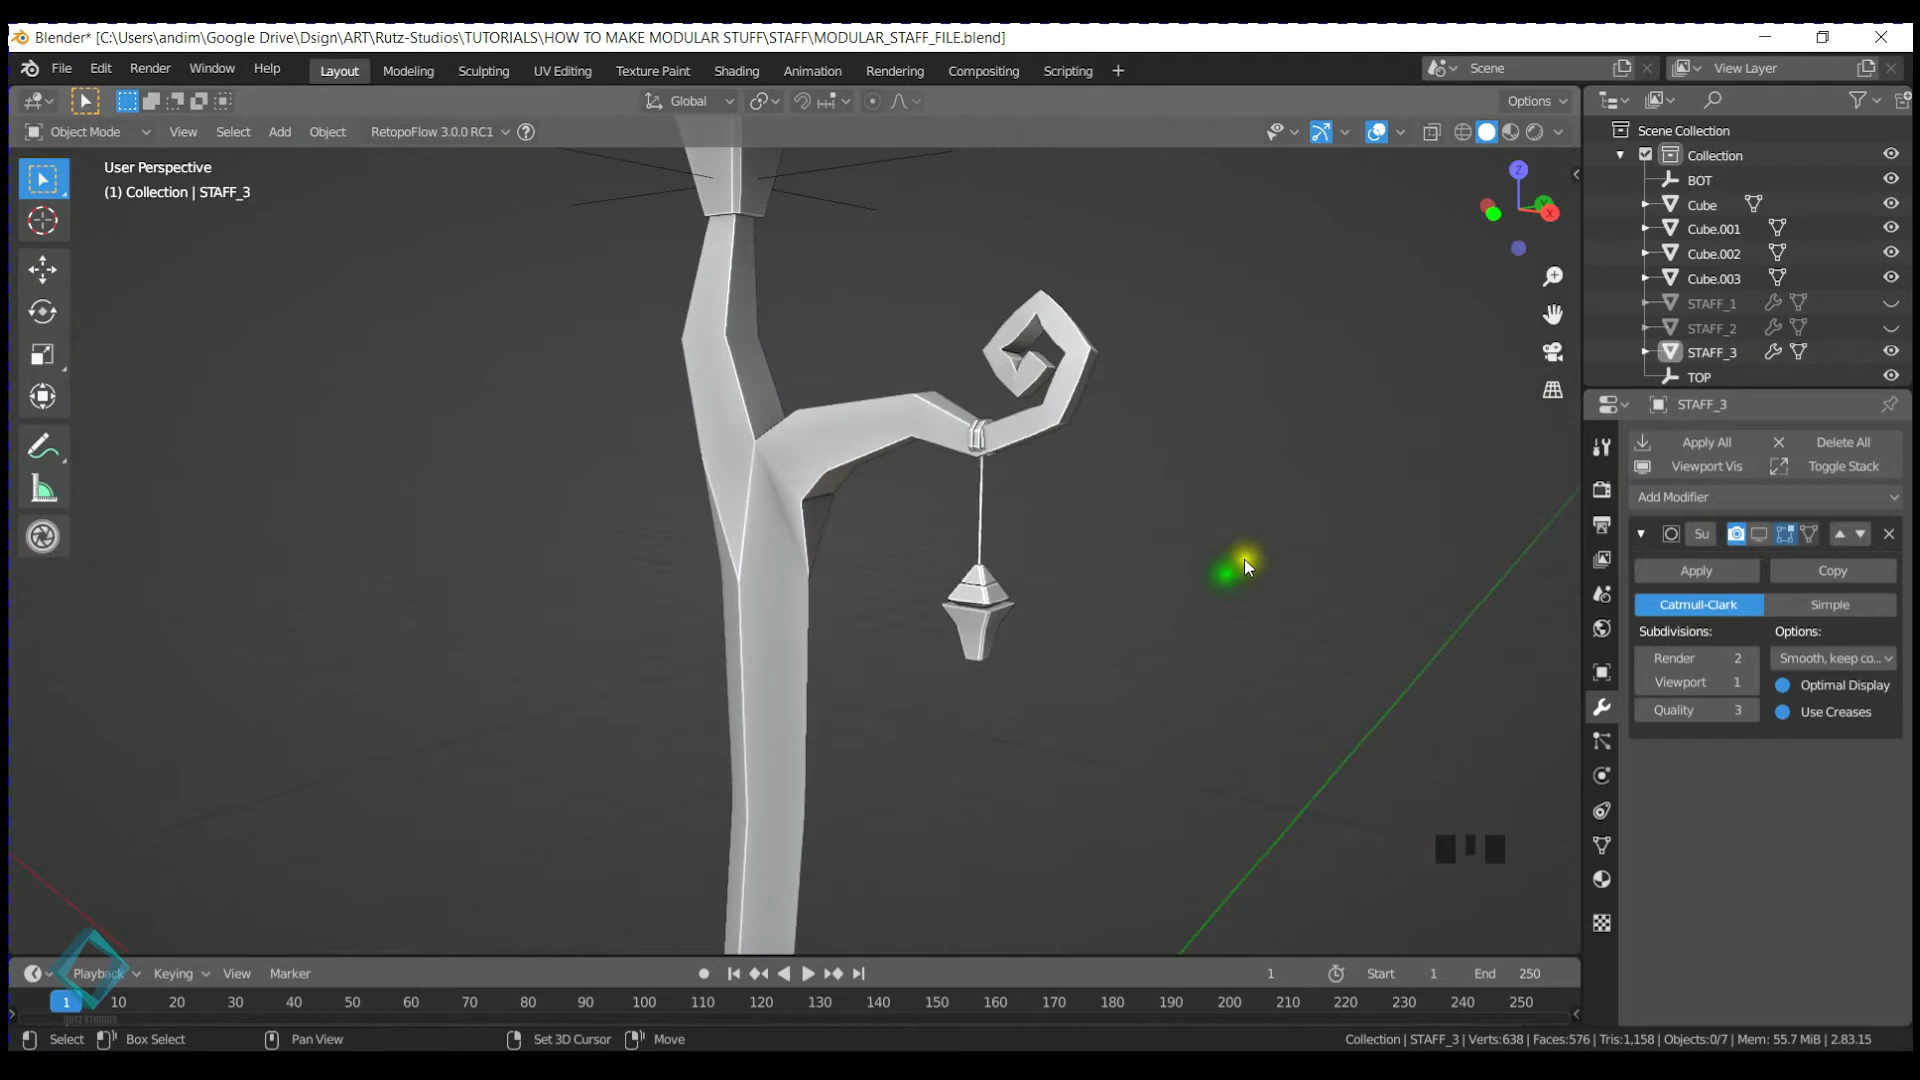 Blender* [C:\Users\andim\Google Drive\Dsign\ART\Rutz-Studios\TUTORIALS\HOW TO MAKE MODULAR STUFF\STAFF\MODULAR_STAFF_FILE.blend]
File Edit Render Window Help Layout Modeling Sculpting UV Editing Texture Paint Shading Animation Rendering Compositing Scripting + Scene View Layer
Global Options
Object Mode View Select Add Object RetopoFlow 3.0.0 RC1
User Perspective
(1) Collection | STAFF_3
Z
Y
X
Scene Collection
Collection
BOT
Cube
Cube.001
Cube.002
Cube.003
STAFF_1
STAFF_2
STAFF_3
TOP
STAFF_3
Apply All Delete All
Viewport Vis Toggle Stack
Add Modifier
Su
Apply Copy
Catmull-Clark Simple
Subdivisions: Options:
Render 2 Smooth, keep co...
Viewport 1 Optimal Display
Quality 3 Use Creases
Playback Keying View Marker 1 Start 1 End 250
1 10 20 30 40 50 60 70 80 90 100 110 120 130 140 150 160 170 180 190 200 210 220 230 240 250
RUTZ STUDIOS
Select Box Select Pan View Set 3D Cursor Move Collection | STAFF_3 | Verts:638 | Faces:576 | Tris:1,158 | Objects:0/7 | Mem: 55.7 MiB | 2.83.15